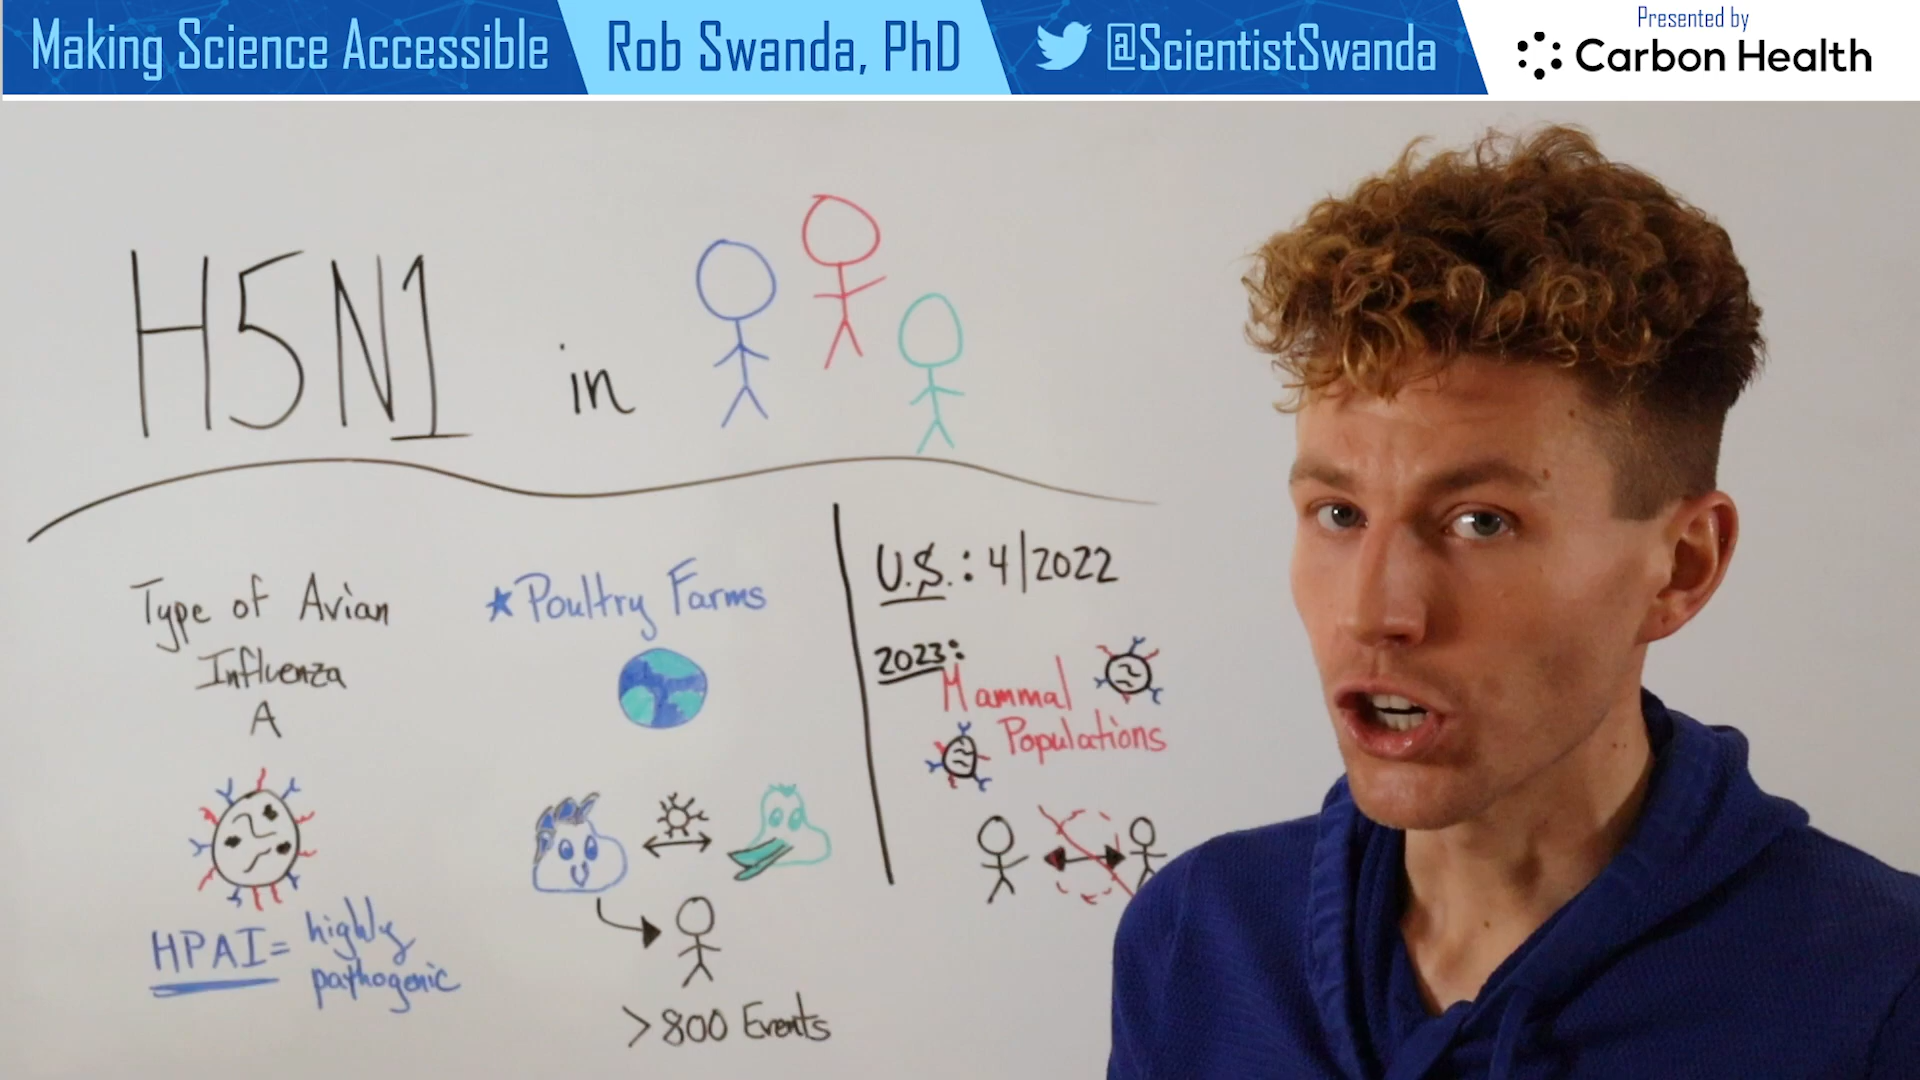 Making Science Accessible
Rob Swanda, PhD
@ScientistSwanda
Presented by
Carbon Health
H5N1 in
Type of Avian
Influenza
A
HPAI = highly
pathogenic
★ Poultry Farms
>800 Events
U.S.: 4/2022
2023:
Mammal
Populations